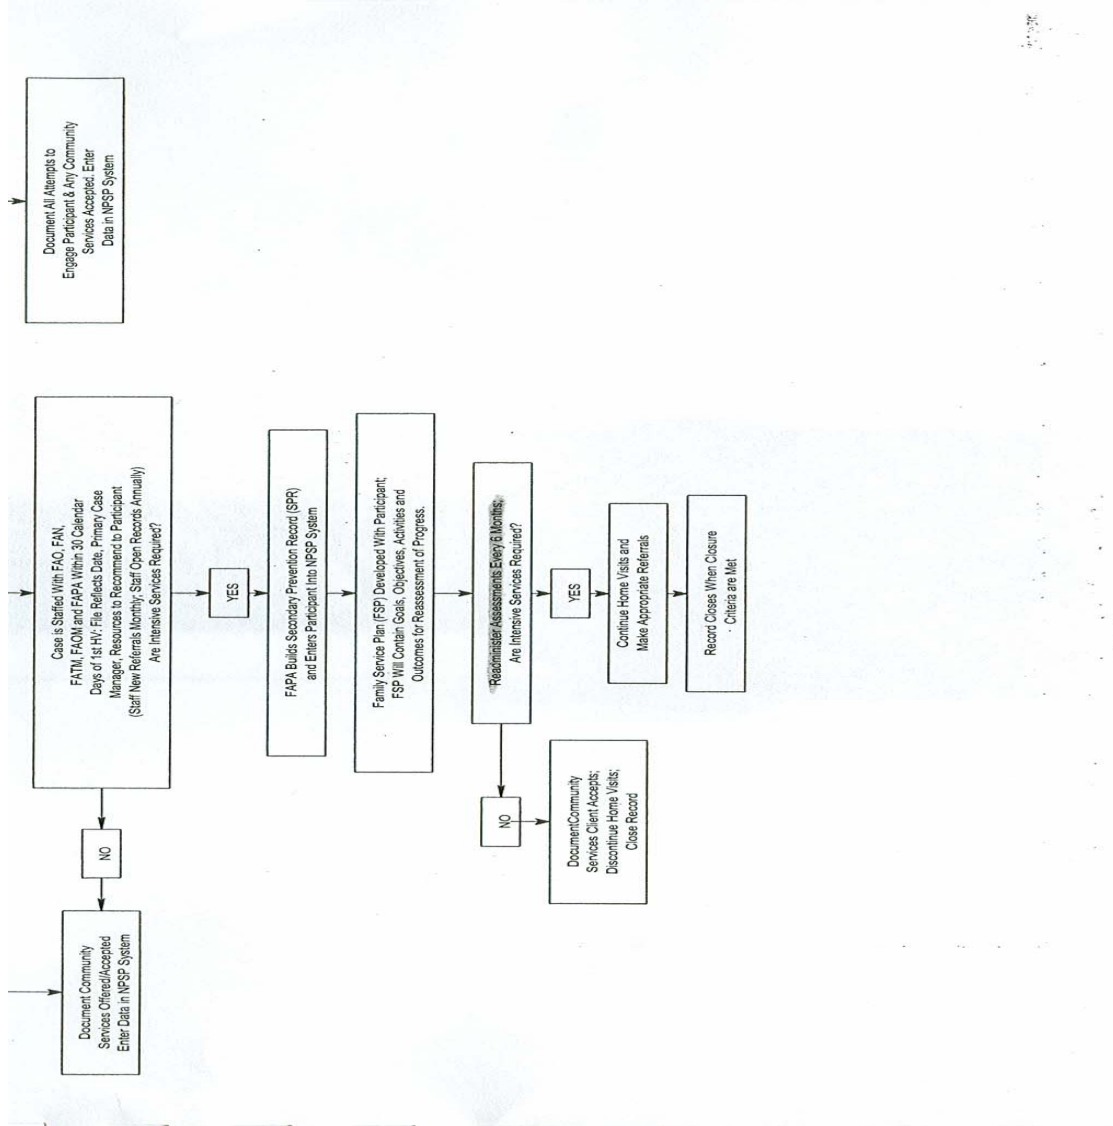 Document All Attempts to
Engage Participant & Any Community
Services Accepted. Enter
Data in NPSP System
Case is Staffed With FAO, FAN,
FATM, FAOM and FAPA Within 30 Calendar
Days of 1st HV: File Reflects Date, Primary Case
Manager, Resources to Recommend to Participant
(Staff New Referrals Monthly; Staff Open Records Annually)
Are Intensive Services Required?
NO
Document Community
Services Offered/Accepted
Enter Data in NPSP System
YES
FAPA Builds Secondary Prevention Record (SPR)
and Enters Participant Into NPSP System
Family Service Plan (FSP) Developed With Participant;
FSP Will Contain Goals, Objectives, Activities and
Outcomes for Reassessment of Progress.
Readminister Assessments Every 6 Months;
Are Intensive Services Required?
NO
DocumentCommunity
Services Client Accepts;
Discontinue Home Visits;
Close Record
YES
Continue Home Visits and
Make Appropriate Referrals
Record Closes When Closure
Criteria are Met